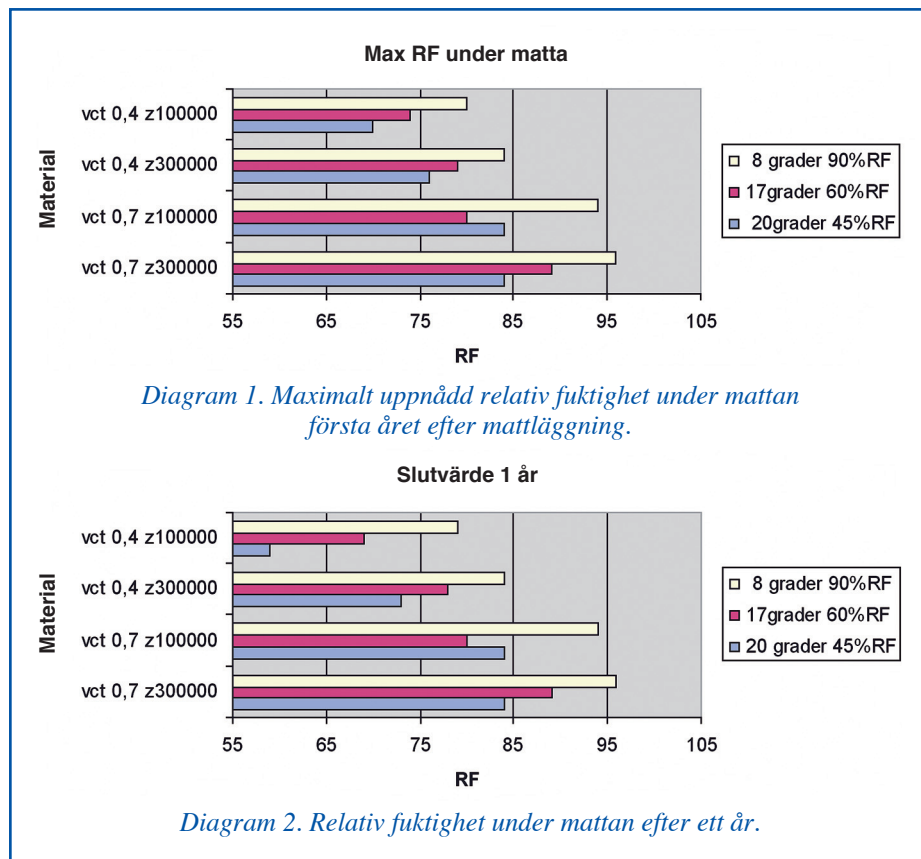 Max RF under matta
Material
vct 0,4 z100000
vct 0,4 z300000
vct 0,7 z100000
vct 0,7 z300000
55 65 75 85 95 105
RF
8 grader 90%RF
17grader 60%RF
20grader 45%RF
Diagram 1. Maximalt uppnådd relativ fuktighet under mattan
första året efter mattläggning.
Slutvärde 1 år
Material
vct 0,4 z100000
vct 0,4 z300000
vct 0,7 z100000
vct 0,7 z300000
55 65 75 85 95 105
RF
8 grader 90%RF
17grader 60%RF
20 grader 45%RF
Diagram 2. Relativ fuktighet under mattan efter ett år.